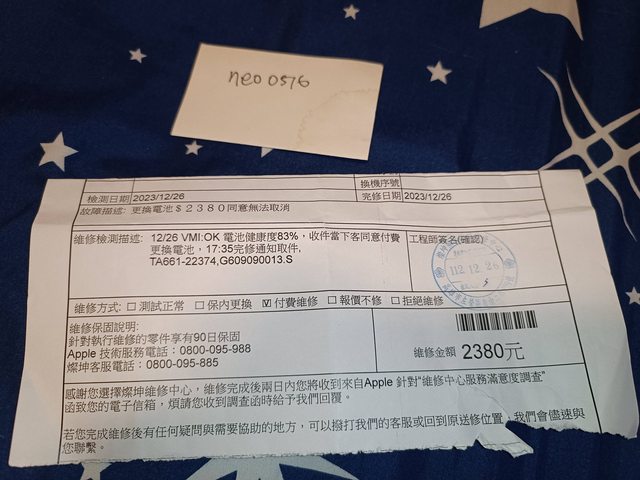 neo0576
換機序號
檢測日期 2023/12/26 完修日期 2023/12/26
故障描述: 更換電池$2380同意無法取消
維修檢測描述: 12/26 VMI:OK 電池健康度83%, 收件當下客同意付費 工程師簽名(確認)
更換電池, 17:35完修通知取件,
TA661-22374,G609090013.S
112.12.26
維修方式: □ 測試正常 □ 保內更換 ☑ 付費維修 □ 報價不修 □ 拒絕維修
維修保固說明:
針對執行維修的零件享有90日保固
Apple 技術服務電話：0800-095-988
燦坤客服電話：0800-095-885
維修金額 2380元
感謝您選擇燦坤維修中心，維修完成後兩日內您將收到來自Apple 針對“維修中心服務滿意度調查”
函致您的電子信箱，煩請您收到調查函時給予我們回覆。
若您完成維修後有任何疑問與需要協助的地方，可以撥打我們的客服或回到原送修位置，我們會儘速與
您聯繫。